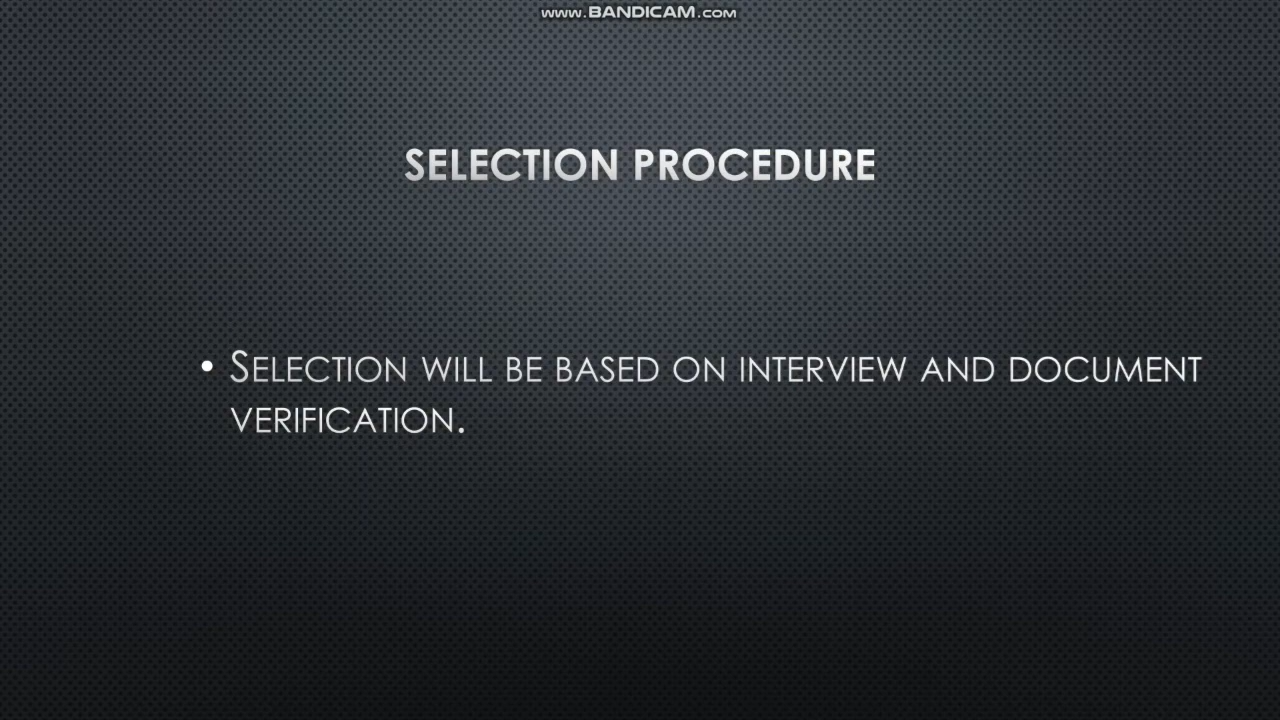 www.BANDICAM.com
SELECTION PROCEDURE
• SELECTION WILL BE BASED ON INTERVIEW AND DOCUMENT
VERIFICATION.